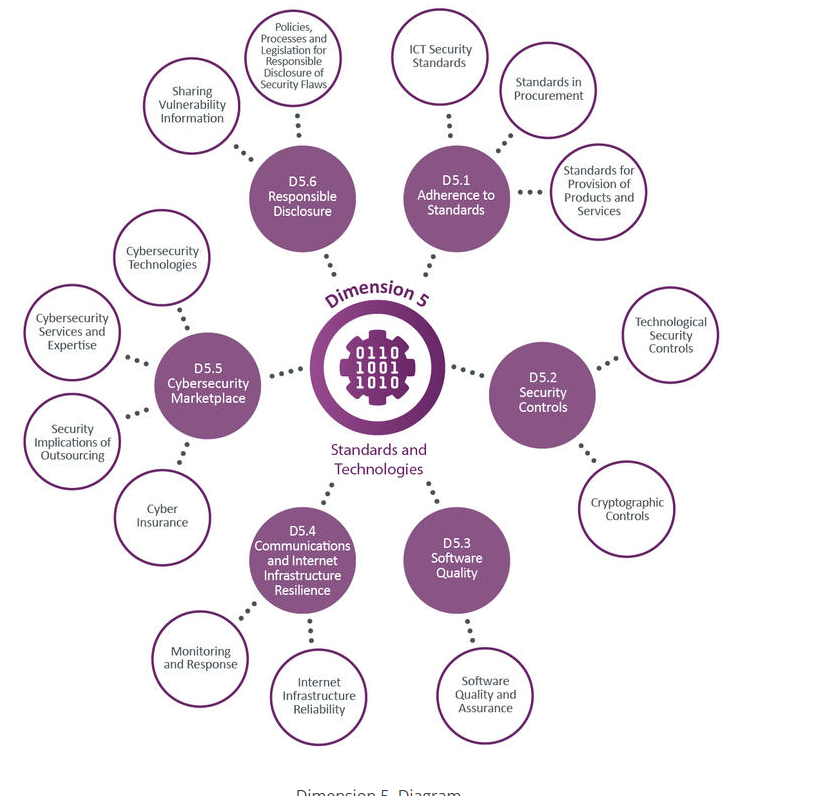 Policies,
Processes and
Legislation for
Responsible
Disclosure of
Security Flaws
ICT Security
Standards
Sharing
Vulnerability
Information
Standards in
Procurement
D5.6
Responsible
Disclosure
D5.1
Adherence to
Standards
Standards for
Provision of
Products and
Services
Cybersecurity
Technologies
Dimension 5
0110
1001
1010
Cybersecurity
Services and
Expertise
Technological
Security
Controls
D5.5
Cybersecurity
Marketplace
D5.2
Security
Controls
Security
Implications of
Outsourcing
Standards and
Technologies
Cyber
Insurance
Cryptographic
Controls
D5.4
Communications
and Internet
Infrastructure
Resilience
D5.3
Software
Quality
Monitoring
and Response
Internet
Infrastructure
Reliability
Software
Quality and
Assurance
Dimension 5 Diagram